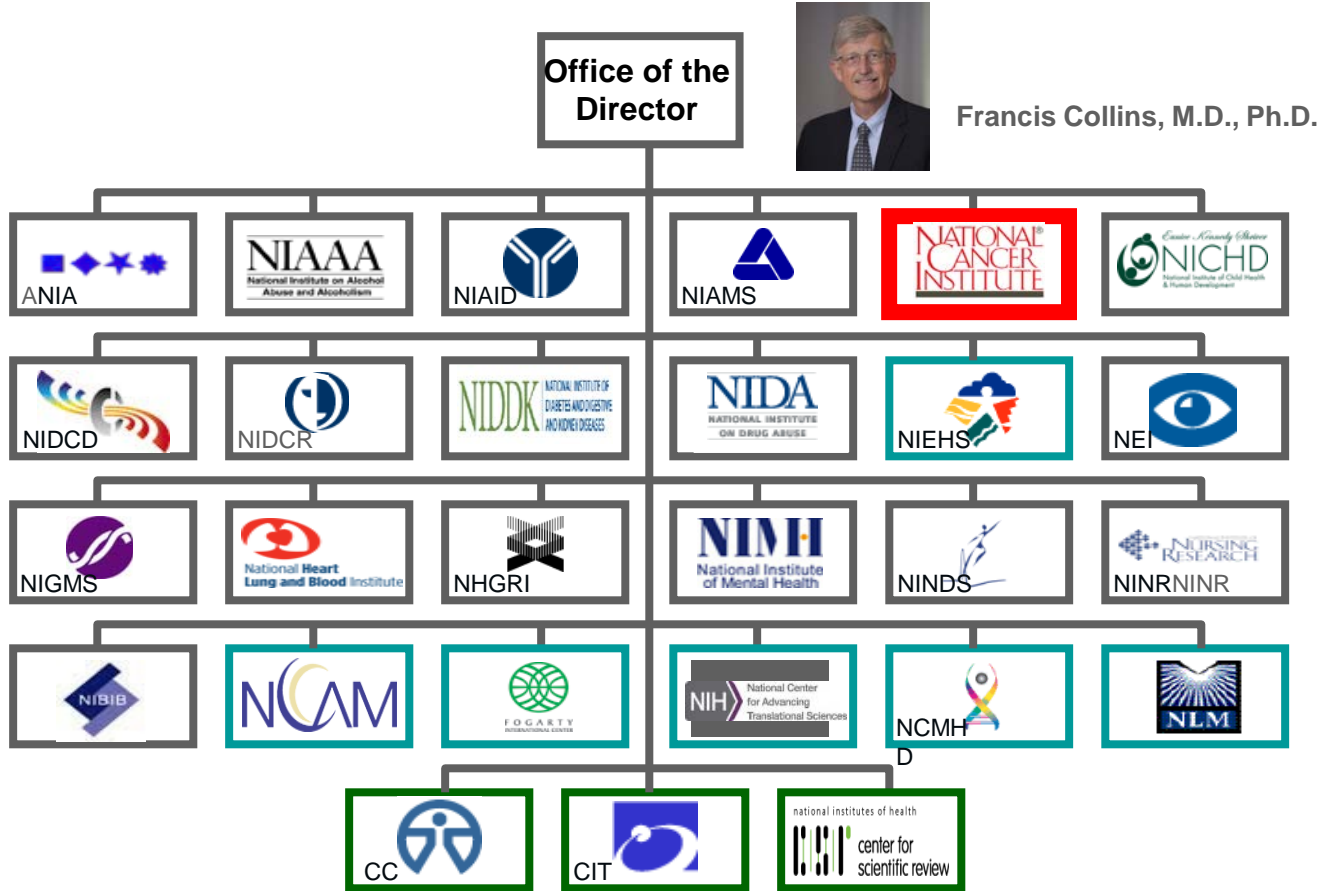 Office of the
Director
Francis Collins, M.D., Ph.D.
ANIA
NIAAA
National Institute on Alcohol
Abuse and Alcoholism
NIAID
NIAMS
NATIONAL®
CANCER
INSTITUTE
Eunice Kennedy Shriver
NICHD
National Institute of Child Health
& Human Development
NIDCD
NIDCR
NIDDK
NATIONAL INSTITUTE OF
DIABETES AND DIGESTIVE
AND KIDNEY DISEASES
NIDA
NATIONAL INSTITUTE
ON DRUG ABUSE
NIEHS
NEI
NIGMS
National Heart
Lung and Blood Institute
NHGRI
NIMH
National Institute
of Mental Health
NINDS
NURSING
RESEARCH
NINRNINR
NIBIB
NCAM
FOGARTY
INTERNATIONAL CENTER
NIH
National Center
for Advancing
Translational Sciences
NCMH
D
NLM
CC
CIT
national institutes of health
CSR
center for
scientific review